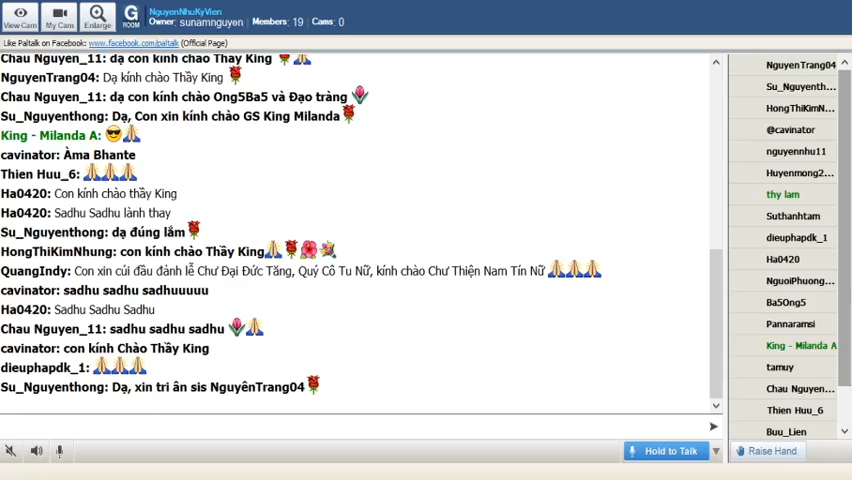 View Cam
My Cam
Enlarge
G ROOM
NguyenNhuKyVien
Owner: sunamnguyen Members: 19 Cams: 0
Like Paltalk on Facebook: www.facebook.com/paltalk (Official Page)
Chau Nguyen_11: dạ con kính chào Thầy King
NguyenTrang04: Dạ kính chào Thầy King
Chau Nguyen_11: dạ con kính chào Ong5Ba5 và Đạo tràng
Su_Nguyenthong: Dạ, Con xin kính chào GS King Milanda
King - Milanda A:
cavinator: Àma Bhante
Thien Huu_6:
Ha0420: Con kính chào thầy King
Ha0420: Sadhu Sadhu lành thay
Su_Nguyenthong: dạ đúng lắm
HongThiKimNhung: con kính chào Thầy King
QuangIndy: Con xin cúi đầu đảnh lễ Chư Đại Đức Tăng, Quý Cô Tu Nữ, kính chào Chư Thiện Nam Tín Nữ
cavinator: sadhu sadhu sadhuuuuu
Ha0420: Sadhu Sadhu Sadhu
Chau Nguyen_11: sadhu sadhu sadhu
cavinator: con kính Chào Thầy King
dieuphapdk_1:
Su_Nguyenthong: Dạ, xin tri ân sis NguyênTrang04
NguyenTrang04
Su_Nguyenth...
HongThiKimN...
@cavinator
nguyennhu11
Huyenmong2...
thy lam
Suthanhtam
dieuphapdk_1
Ha0420
NguoiPhuong...
Ba5Ong5
Pannaramsi
King - Milanda A
tamuy
Chau Nguyen...
Thien Huu_6
Buu_Lien
Hold to Talk
Raise Hand